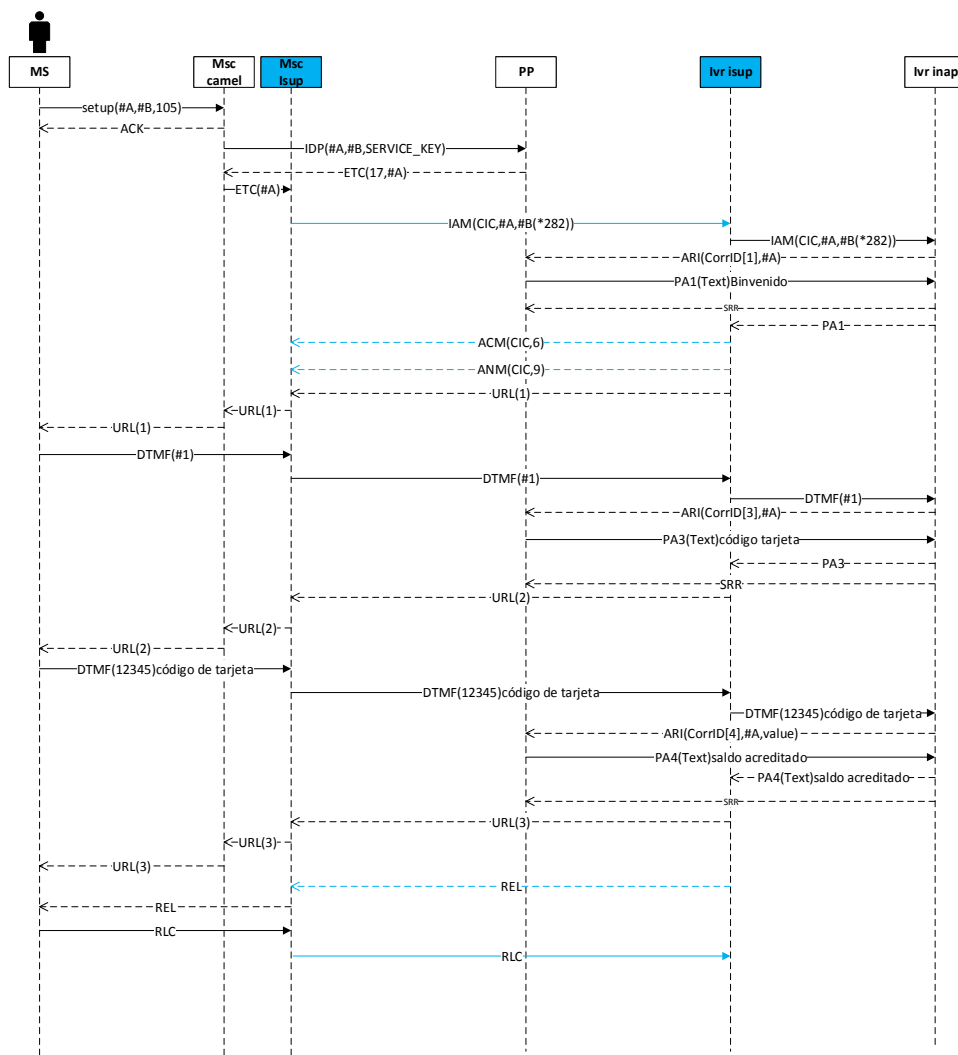 MS
Msc
camel
Msc
Isup
PP
Ivr isup
Ivr inap
setup(#A,#B,105)
ACK
IDP(#A,#B,SERVICE_KEY)
ETC(17,#A)
ETC(#A)
IAM(CIC,#A,#B(*282))
IAM(CIC,#A,#B(*282))
ARI(CorrID[1],#A)
PA1(Text)Binvenido
SRR
PA1
ACM(CIC,6)
ANM(CIC,9)
URL(1)
URL(1)
URL(1)
DTMF(#1)
DTMF(#1)
DTMF(#1)
ARI(CorrID[3],#A)
PA3(Text)código tarjeta
PA3
SRR
URL(2)
URL(2)
URL(2)
DTMF(12345)código de tarjeta
DTMF(12345)código de tarjeta
DTMF(12345)código de tarjeta
ARI(CorrID[4],#A,value)
PA4(Text)saldo acreditado
PA4(Text)saldo acreditado
SRR
URL(3)
URL(3)
URL(3)
REL
REL
RLC
RLC